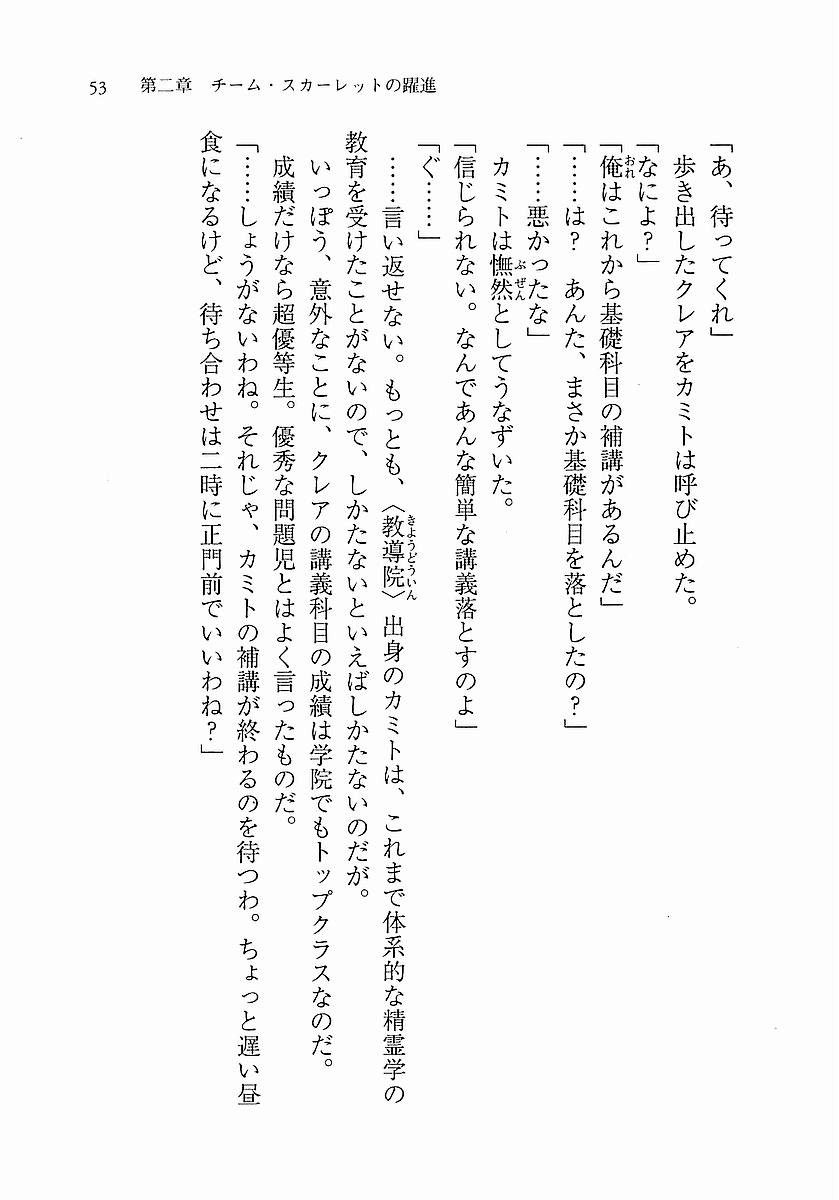 53　第二章　チーム・スカーレットの躍進
「あ、待ってくれ」
　歩き出したクレアをカミトは呼び止めた。
「なによ？」
「俺はこれから基礎科目の補講があるんだ」
「……は？　あんた、まさか基礎科目を落としたの？」
「……悪かったな」
　カミトは憮然としてうなずいた。
「信じられない。なんであんな簡単な講義落とすのよ」
「ぐ……」
　……言い返せない。もっとも、〈教導院〉出身のカミトは、これまで体系的な精霊学の
教育を受けたことがないので、しかたないといえばしかたないのだが。
　いっぽう、意外なことに、クレアの講義科目の成績は学院でもトップクラスなのだ。
　成績だけなら超優等生。優秀な問題児とはよく言ったものだ。
「……しょうがないわね。それじゃ、カミトの補講が終わるのを待つわ。ちょっと遅い昼
食になるけど、待ち合わせは二時に正門前でいいわね？」
おれ
ぶぜん
きようどういん